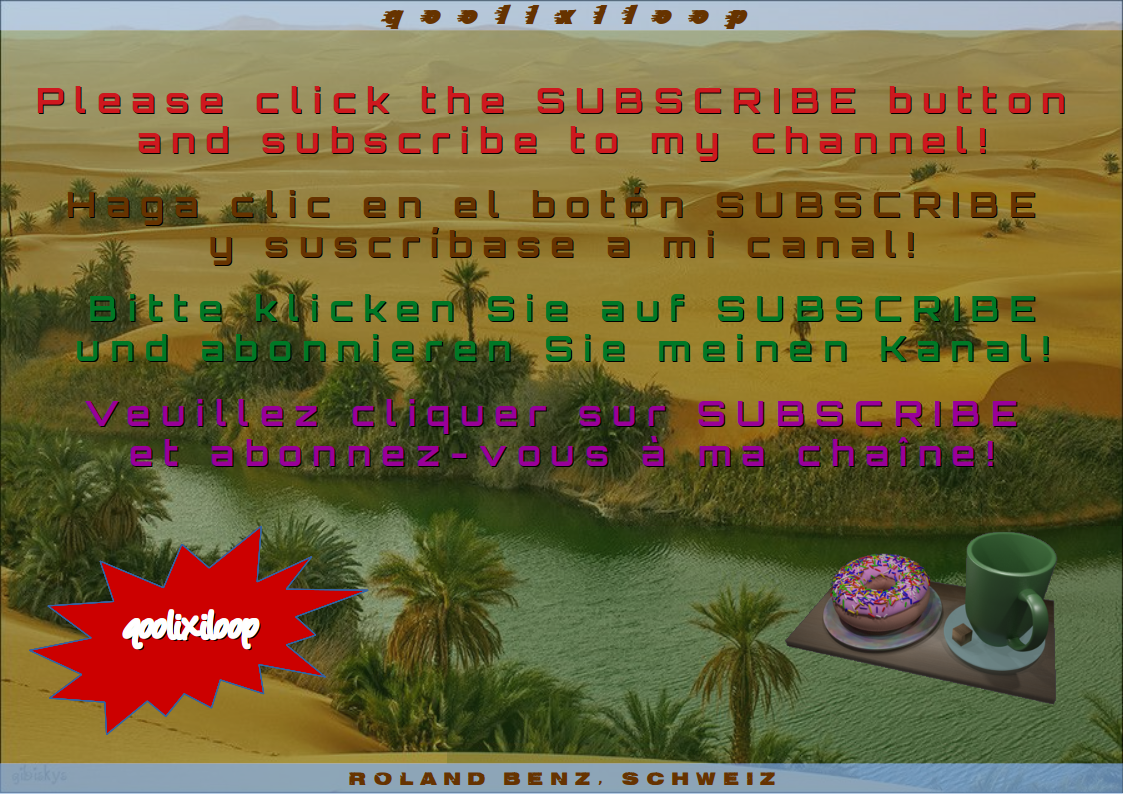 qoolixiloop
Please click the SUBSCRIBE button
and subscribe to my channel!
Haga clic en el botón SUBSCRIBE
y suscríbase a mi canal!
Bitte klicken Sie auf SUBSCRIBE
und abonnieren Sie meinen Kanal!
Veuillez cliquer sur SUBSCRIBE
et abonnez-vous à ma chaîne!
qoolixiloop
ROLAND BENZ, SCHWEIZ